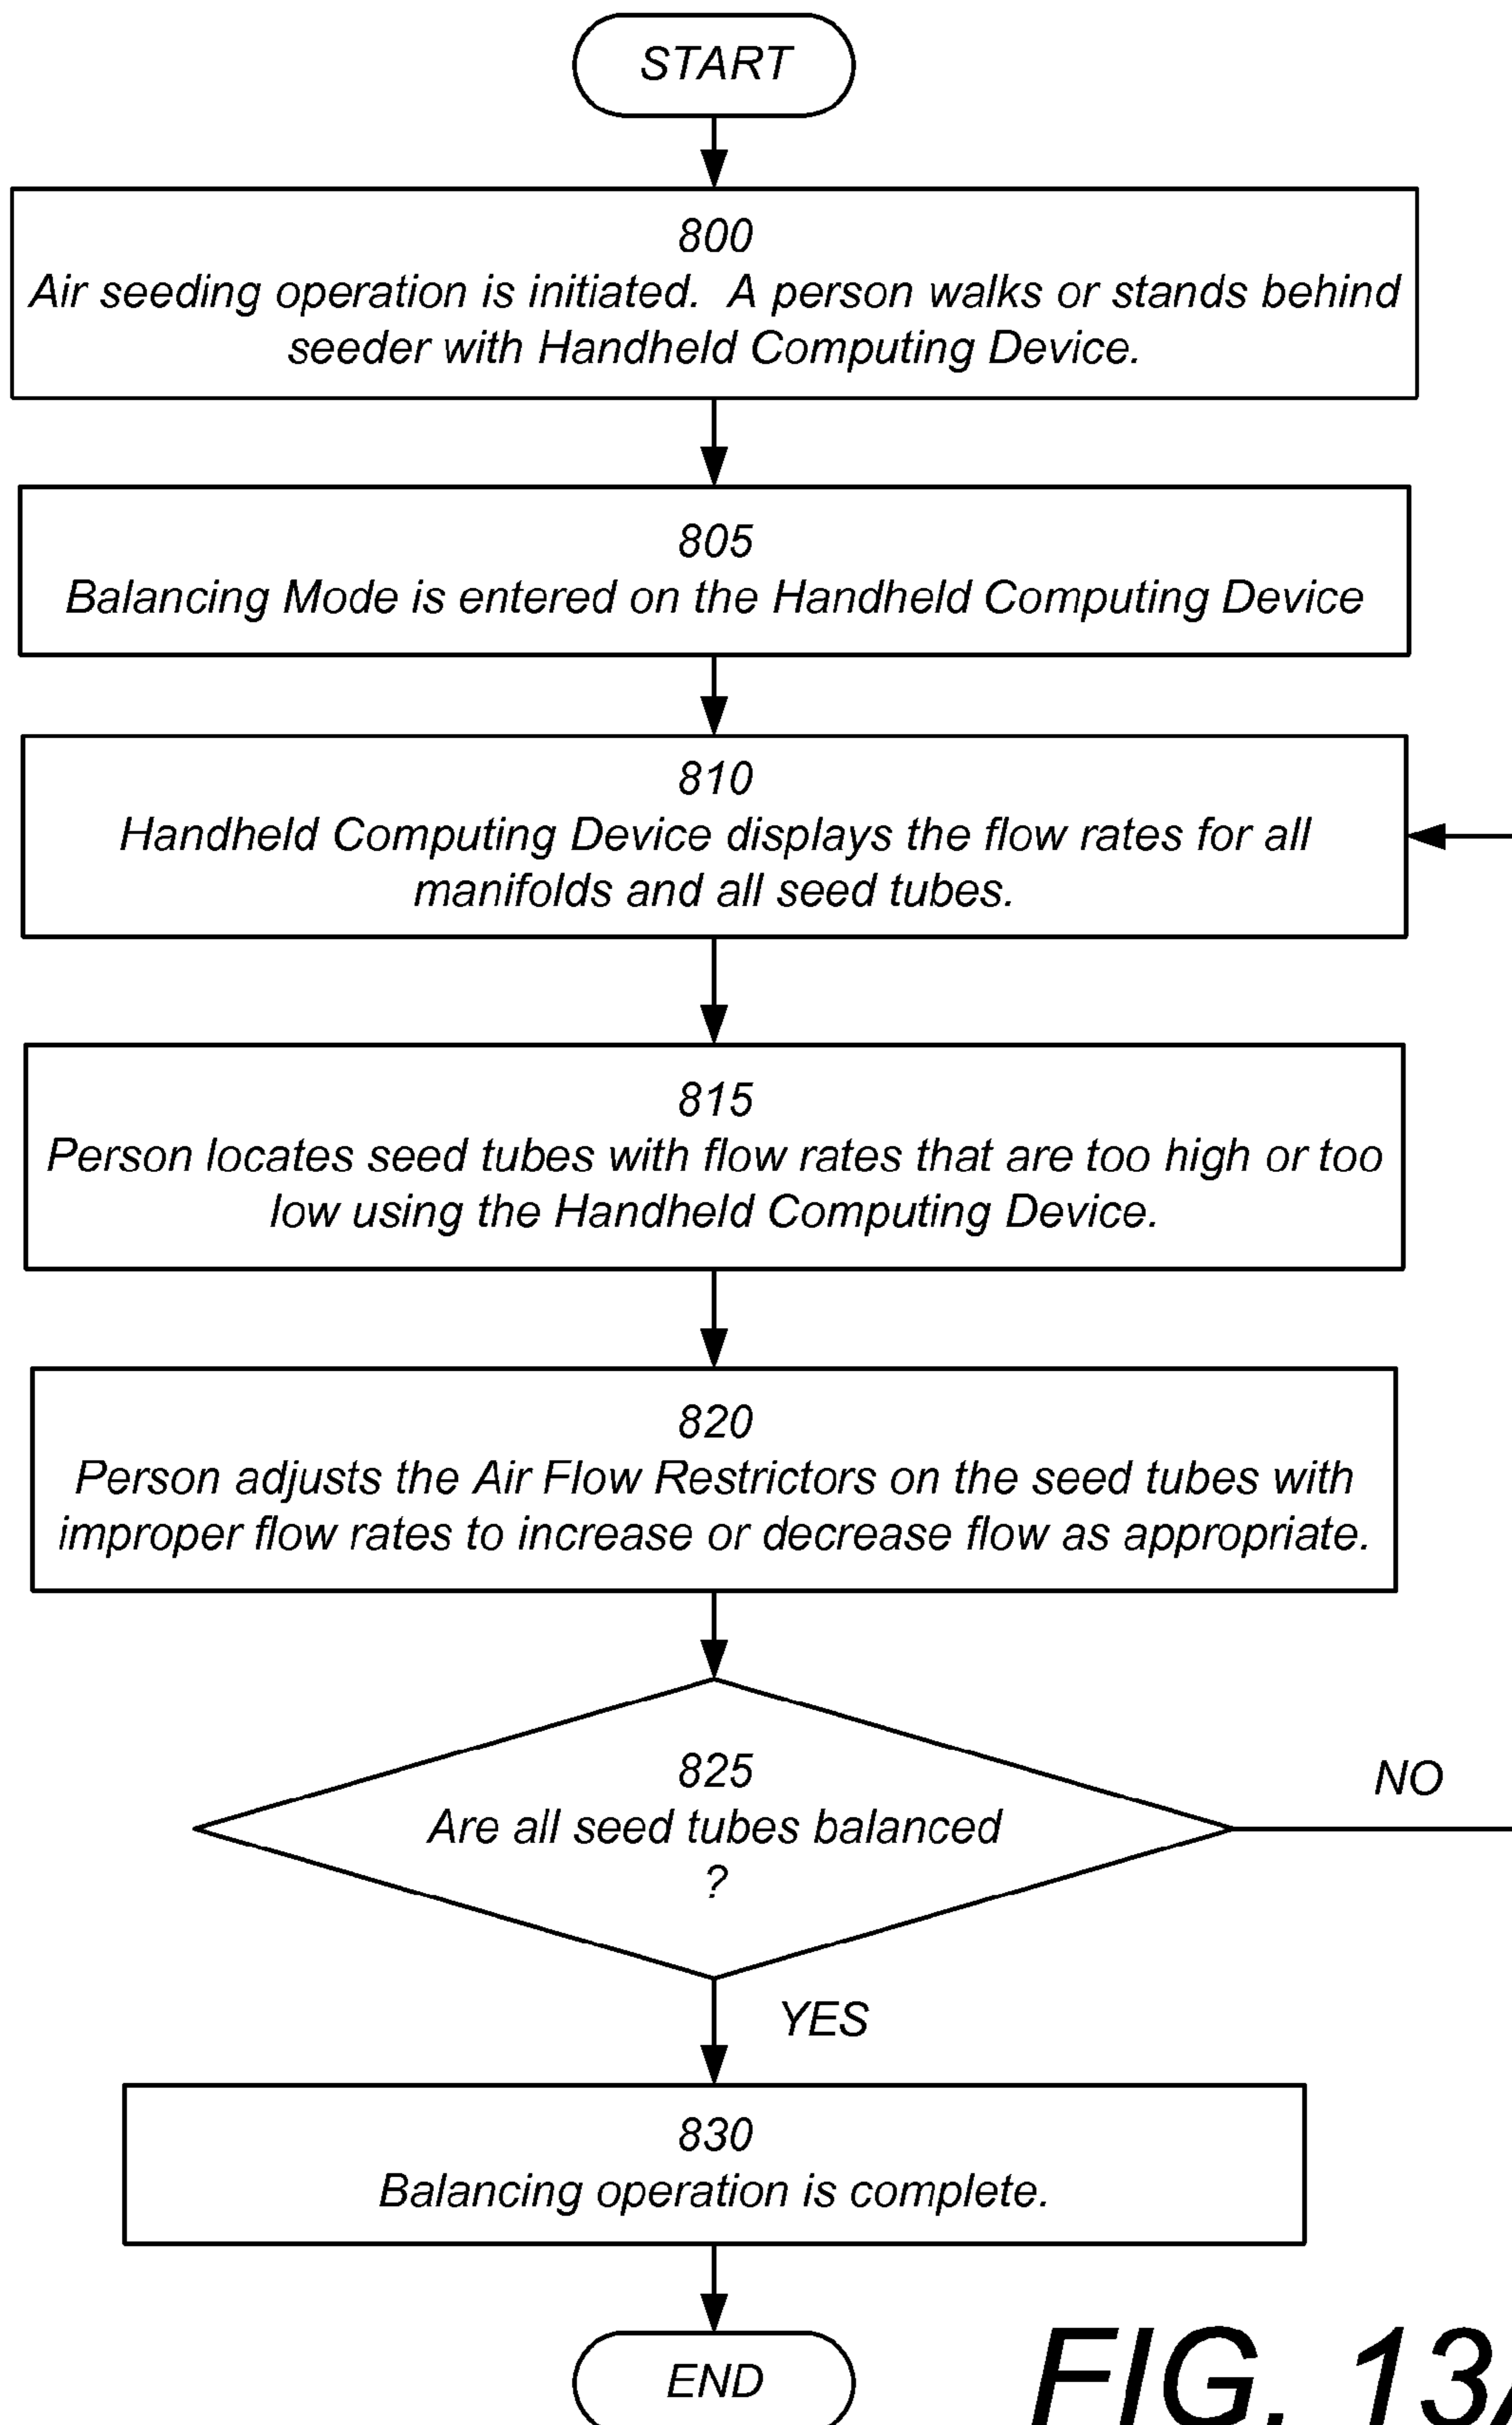 START
800
Air seeding operation is initiated. A person walks or stands behind
seeder with Handheld Computing Device.
805
Balancing Mode is entered on the Handheld Computing Device
810
Handheld Computing Device displays the flow rates for all
manifolds and all seed tubes.
815
Person locates seed tubes with flow rates that are too high or too
low using the Handheld Computing Device.
820
Person adjusts the Air Flow Restrictors on the seed tubes with
improper flow rates to increase or decrease flow as appropriate.
825
Are all seed tubes balanced
?
NO
YES
830
Balancing operation is complete.
END
FIG. 13